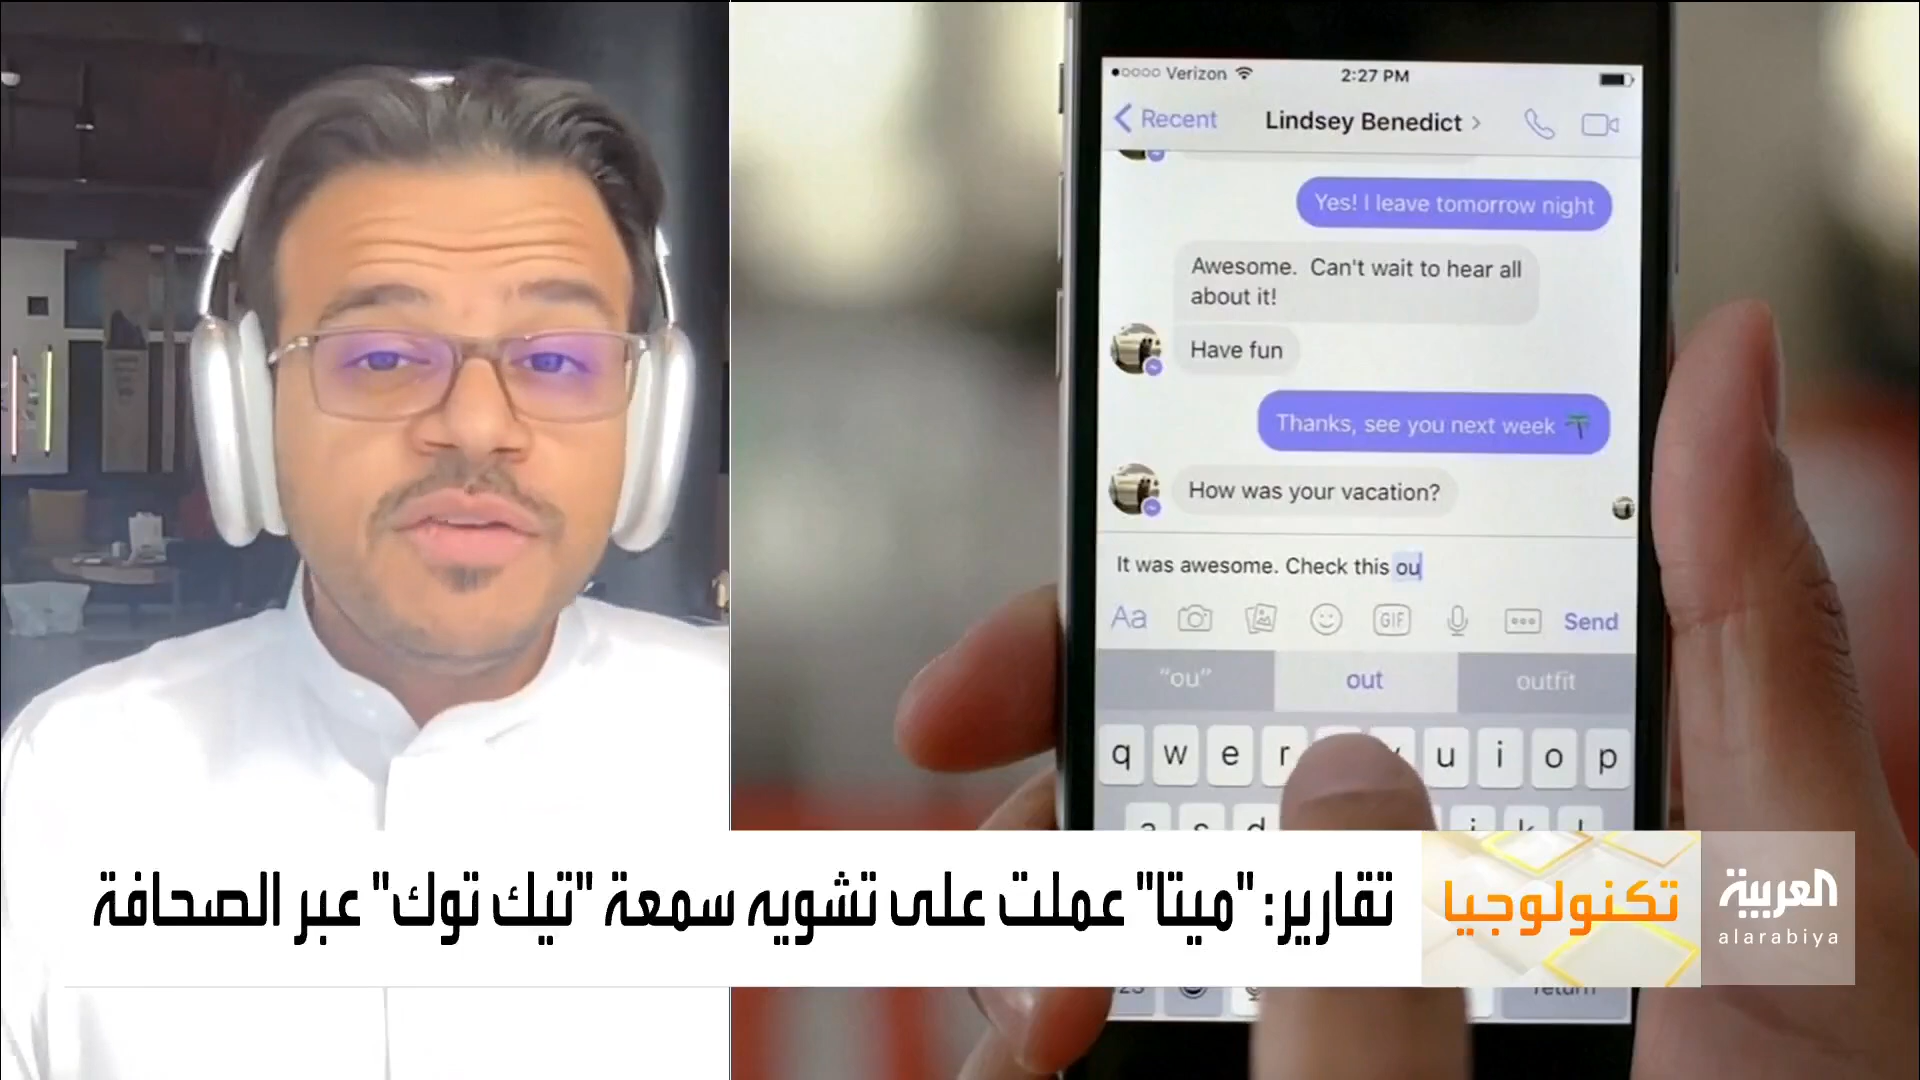 Verizon 2:27 PM
Recent Lindsey Benedict
Yes! I leave tomorrow night
Awesome. Can't wait to hear all
about it!
Have fun
Thanks, see you next week 🌴
How was your vacation?
It was awesome. Check this ou
Aa GIF Send
"ou" out outfit
q w e r u i o p
a s d j k l
تقارير: "ميتا" عملت على تشويه سمعة "تيك توك" عبر الصحافة
تكنولوجيا
العربية
alarabiya
return